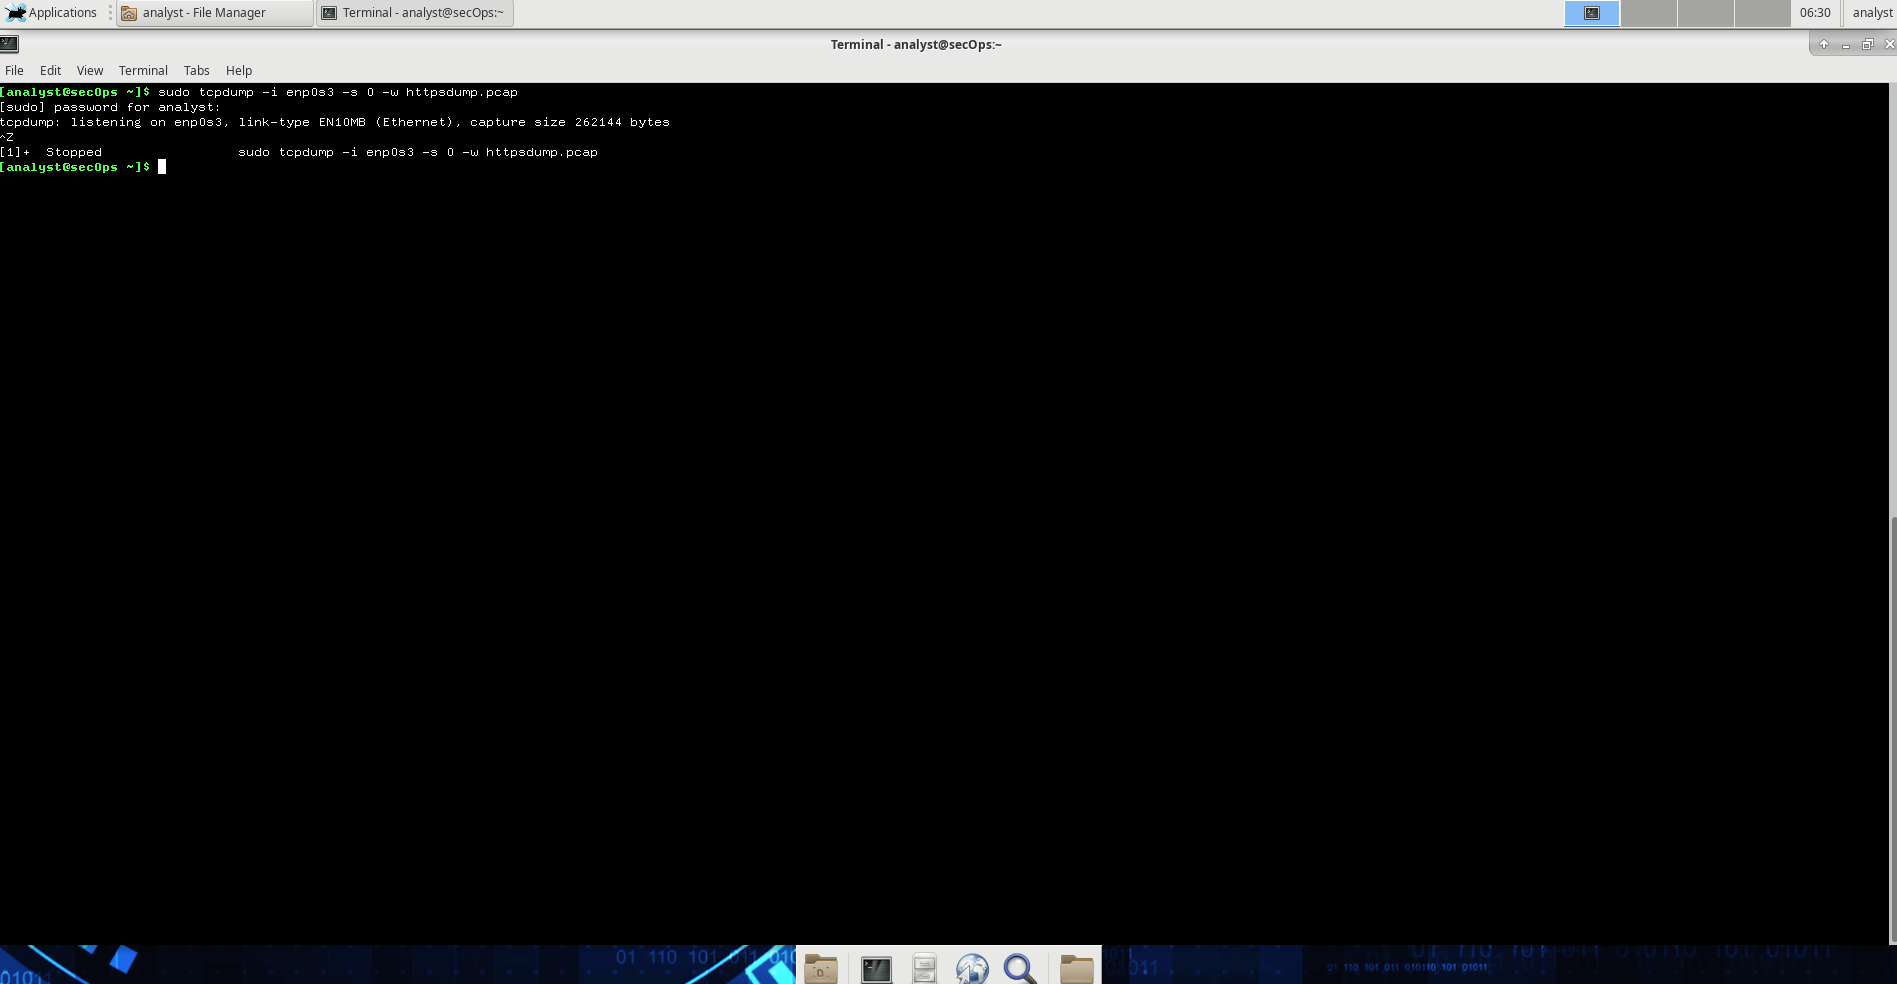 Applications analyst - File Manager Terminal - analyst@secOps:~ 06:30 analyst
Terminal - analyst@secOps:~
File Edit View Terminal Tabs Help
[analyst@secOps ~]$ sudo tcpdump -i enp0s3 -s 0 -w httpsdump.pcap
[sudo] password for analyst:
tcpdump: listening on enp0s3, link-type EN10MB (Ethernet), capture size 262144 bytes
^Z
[1]+  Stopped                 sudo tcpdump -i enp0s3 -s 0 -w httpsdump.pcap
[analyst@secOps ~]$
01 110 101 011 010
01 110 101 011 010110 101 01011